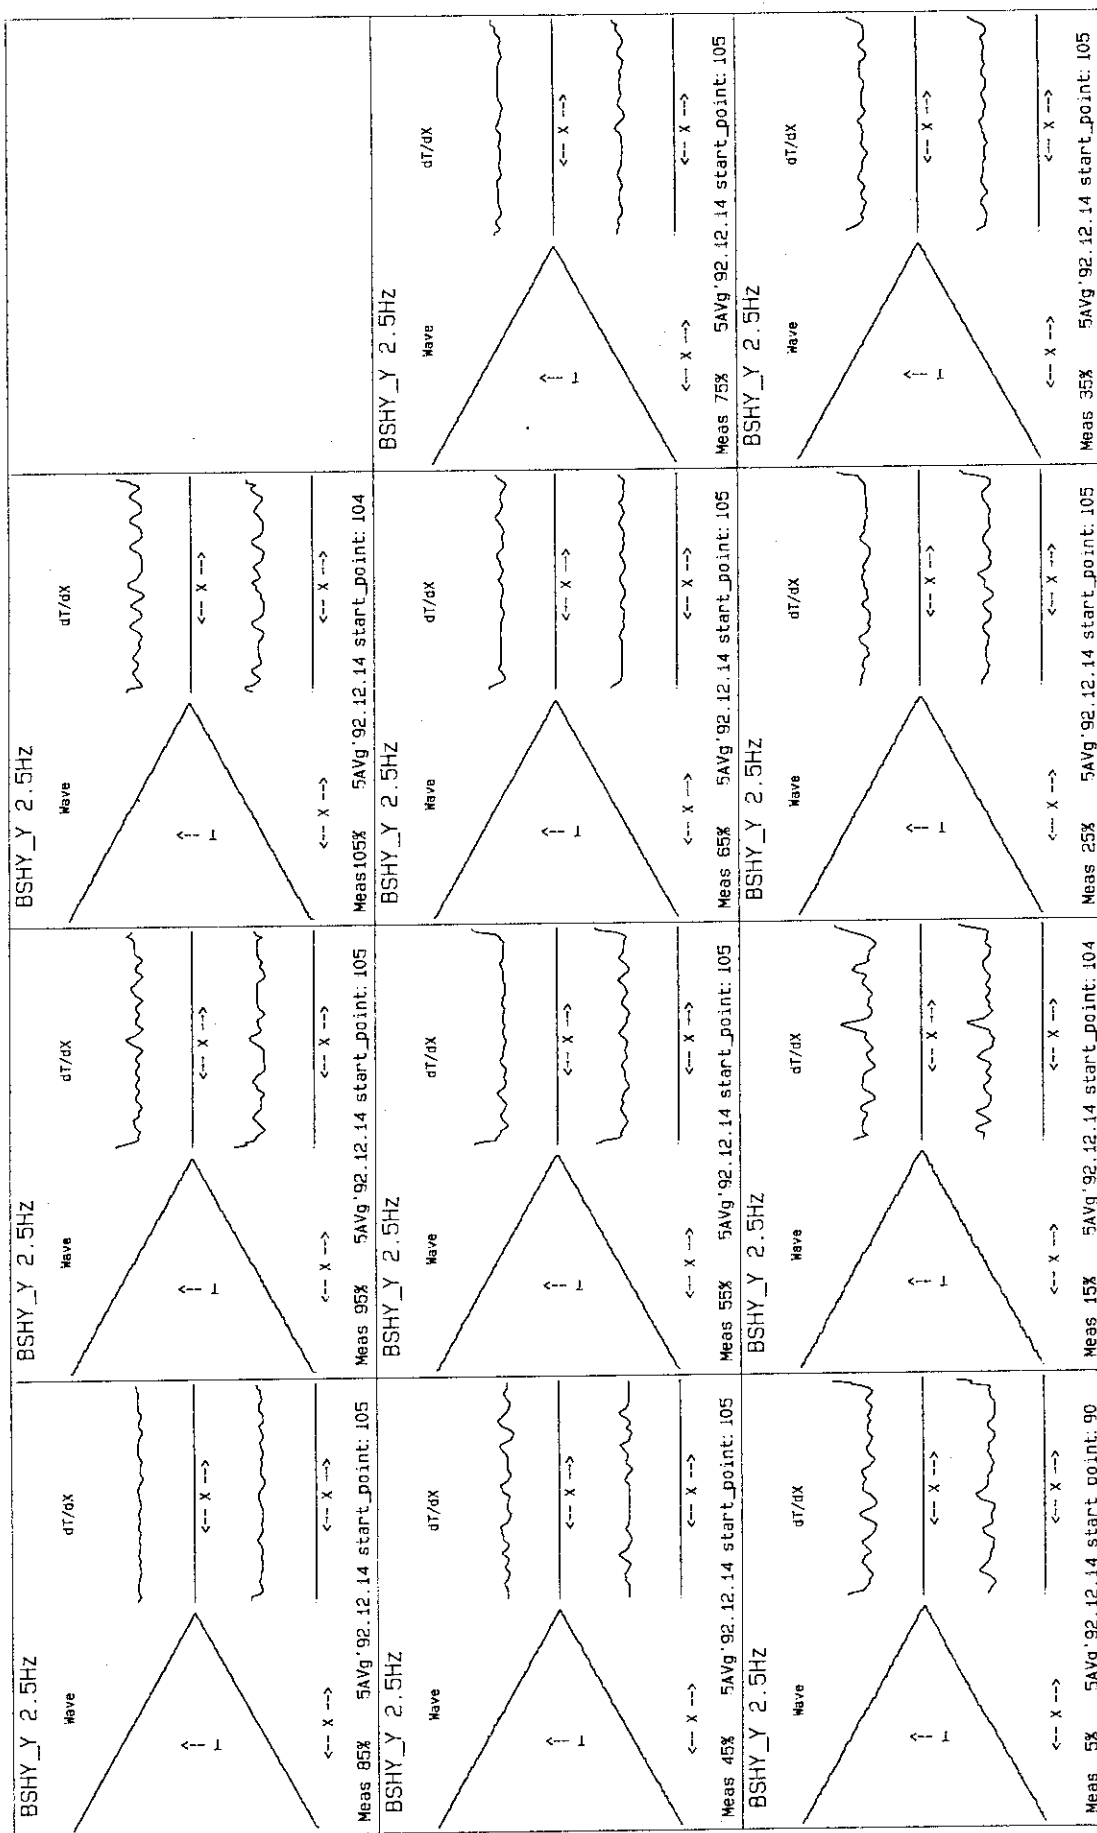 BSHY_Y 2.5HZ
Wave dT/dX
T --> <-- X -->
<-- X --> <-- X -->
Meas 85% 5AVg'92.12.14 start_point: 105
BSHY_Y 2.5HZ
Wave dT/dX
T --> <-- X -->
<-- X --> <-- X -->
Meas 95% 5AVg'92.12.14 start_point: 105
BSHY_Y 2.5HZ
Wave dT/dX
T --> <-- X -->
<-- X --> <-- X -->
Meas105% 5AVg'92.12.14 start_point: 104
BSHY_Y 2.5HZ
Wave dT/dX
T --> <-- X -->
<-- X --> <-- X -->
Meas 45% 5AVg'92.12.14 start_point: 105
BSHY_Y 2.5HZ
Wave dT/dX
T --> <-- X -->
<-- X --> <-- X -->
Meas 55% 5AVg'92.12.14 start_point: 105
BSHY_Y 2.5HZ
Wave dT/dX
T --> <-- X -->
<-- X --> <-- X -->
Meas 65% 5AVg'92.12.14 start_point: 105
BSHY_Y 2.5HZ
Wave dT/dX
T --> <-- X -->
<-- X --> <-- X -->
Meas 75% 5AVg'92.12.14 start_point: 105
BSHY_Y 2.5HZ
Wave dT/dX
T --> <-- X -->
<-- X --> <-- X -->
Meas 5% 5AVg'92.12.14 start point: 90
BSHY_Y 2.5HZ
Wave dT/dX
T --> <-- X -->
<-- X --> <-- X -->
Meas 15% 5AVg'92.12.14 start_point: 104
BSHY_Y 2.5HZ
Wave dT/dX
T --> <-- X -->
<-- X --> <-- X -->
Meas 25% 5AVg'92.12.14 start_point: 105
BSHY_Y 2.5HZ
Wave dT/dX
T --> <-- X -->
<-- X --> <-- X -->
Meas 35% 5AVg'92.12.14 start_point: 105